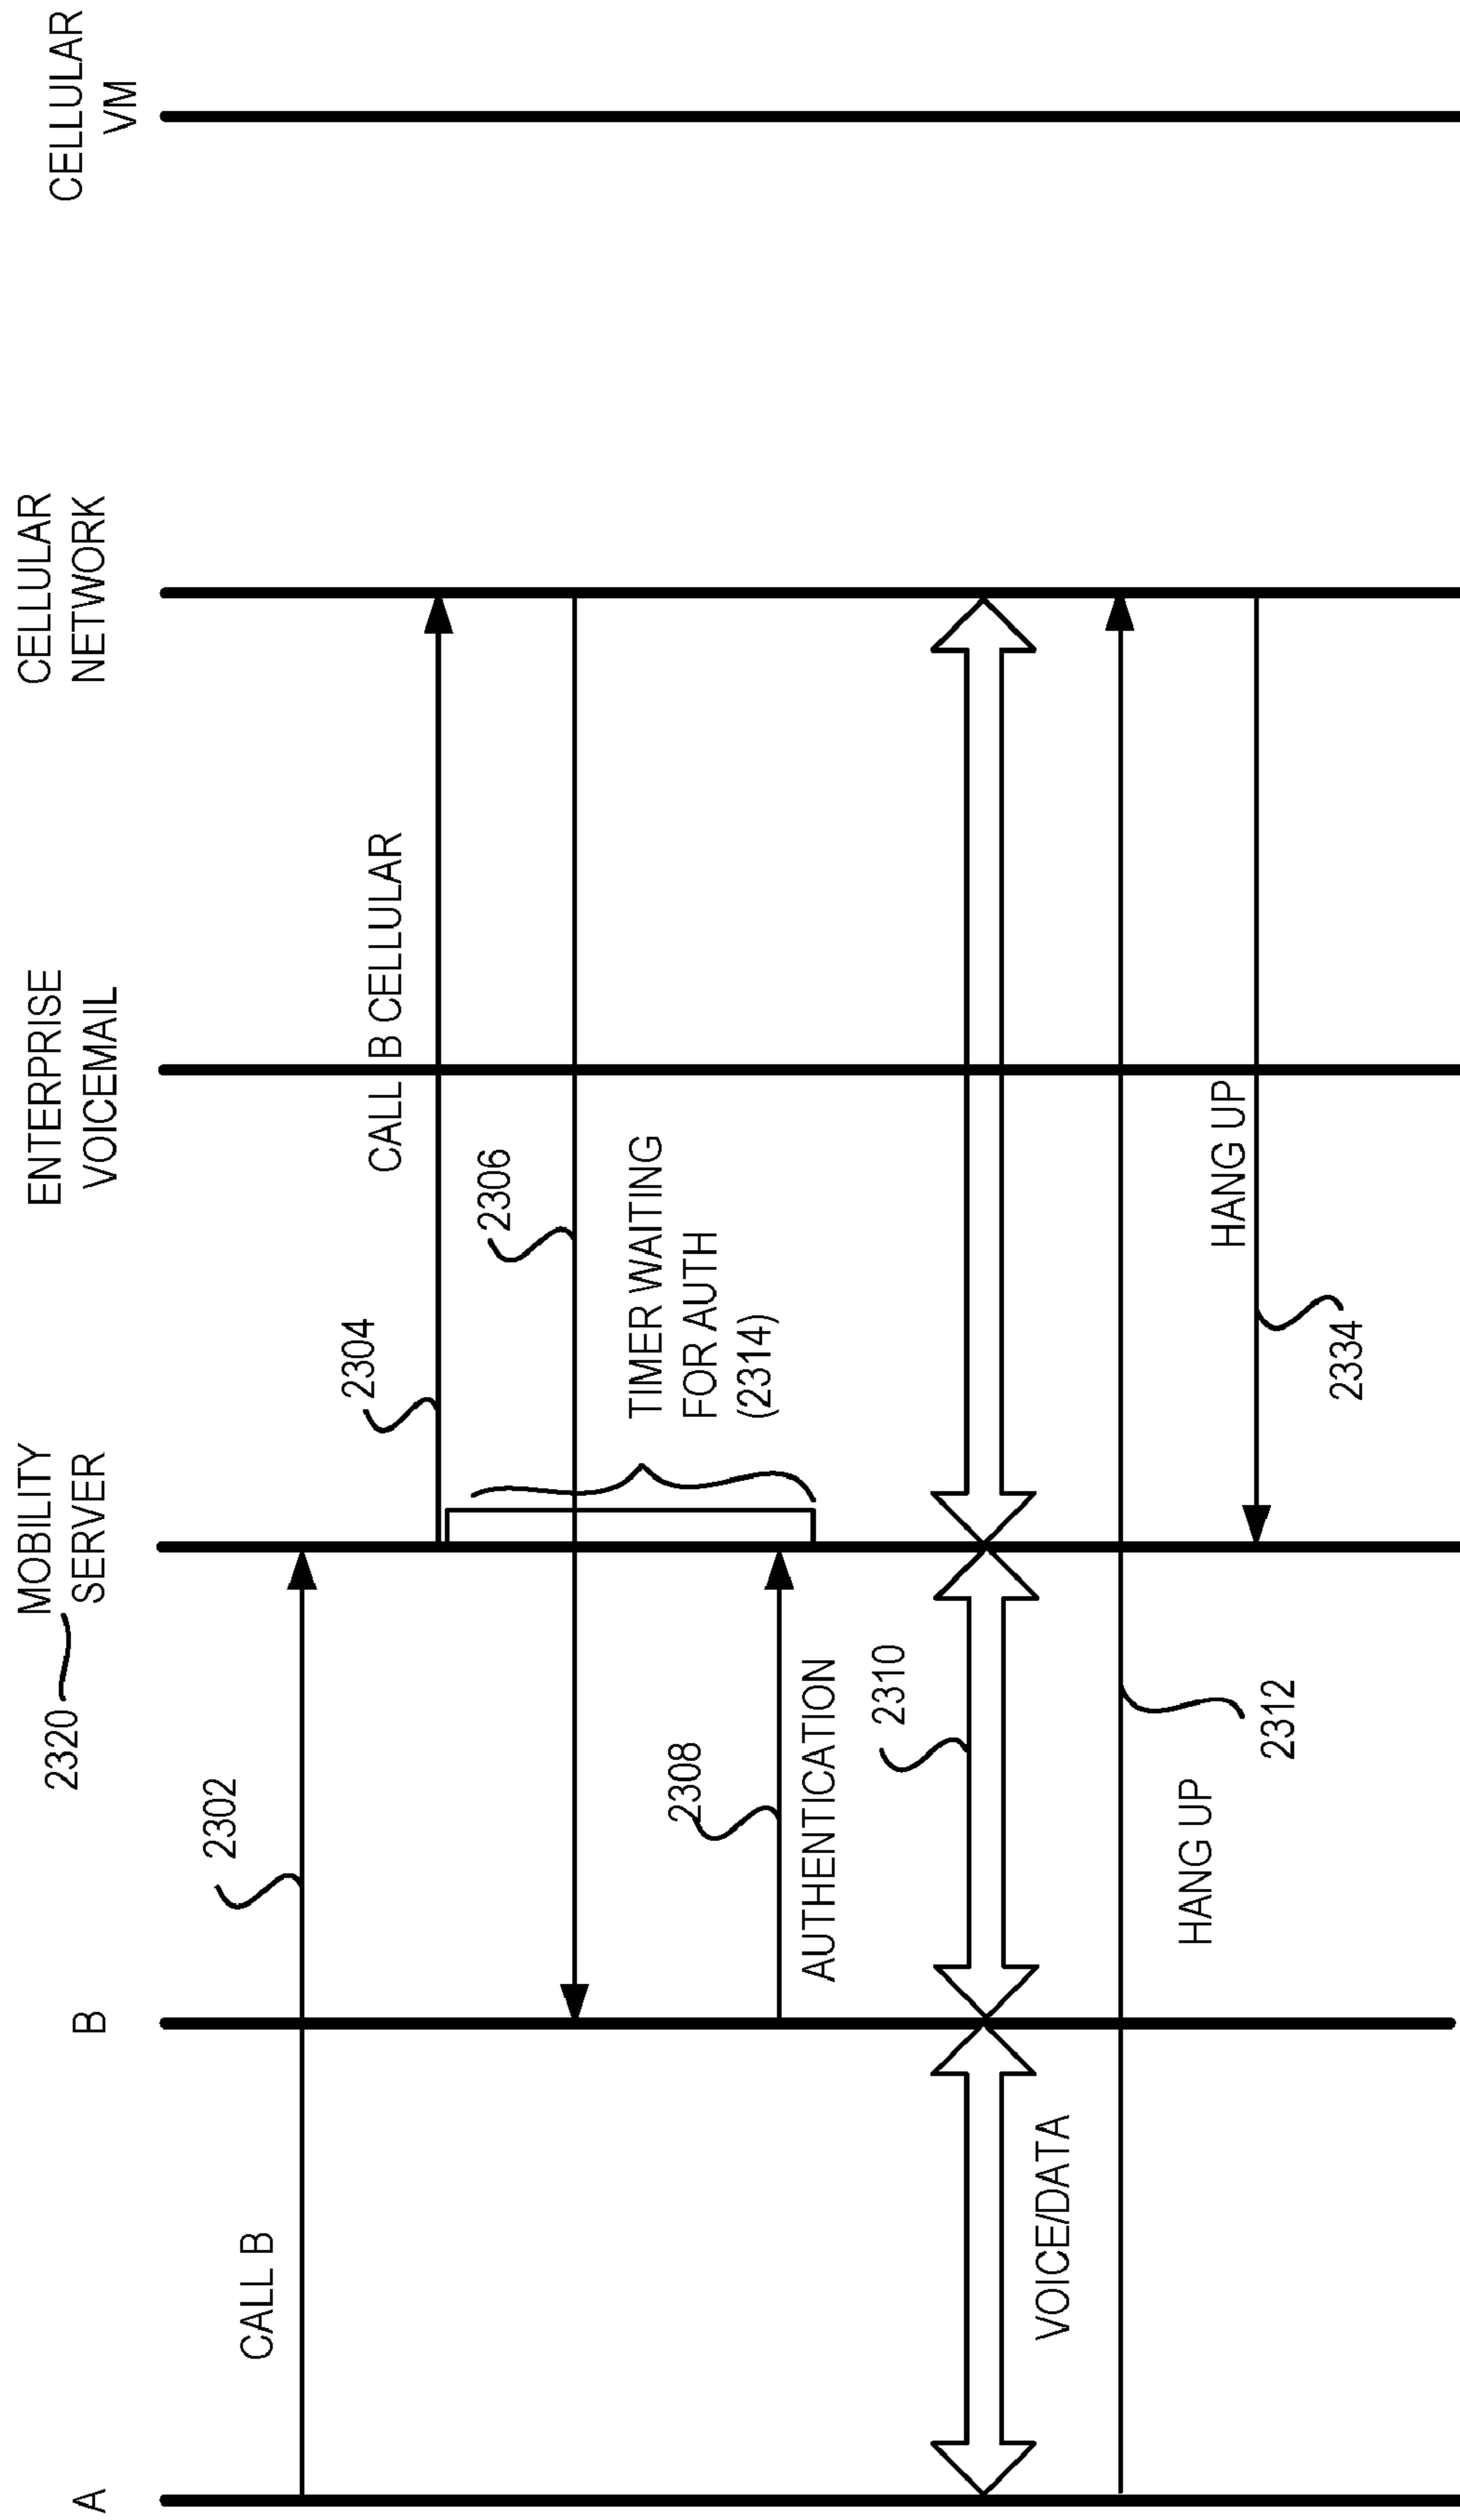 A
B
2320
MOBILITY
SERVER
ENTERPRISE
VOICEMAIL
CELLULAR
NETWORK
CELLULAR
VM
CALL B
2302
2304
CALL B CELLULAR
2306
TIMER WAITING
FOR AUTH
(2314)
2308
AUTHENTICATION
2310
VOICE/DATA
HANG UP
2312
HANG UP
2334